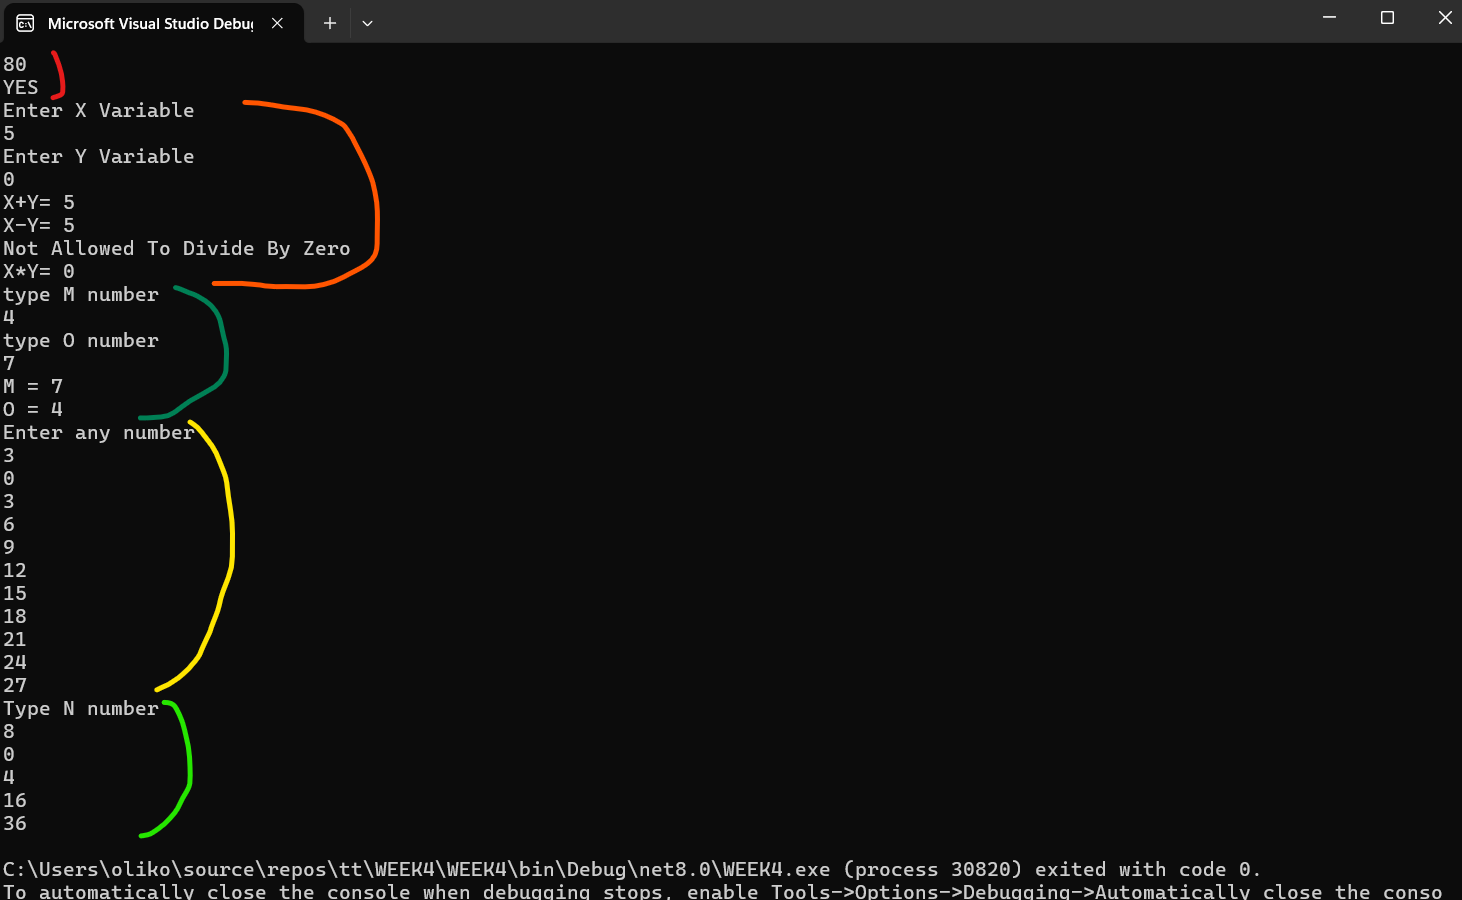 Microsoft Visual Studio Debug
80
YES
Enter X Variable
5
Enter Y Variable
0
X+Y= 5
X-Y= 5
Not Allowed To Divide By Zero
X*Y= 0
type M number
4
type O number
7
M = 7
O = 4
Enter any number
3
0
3
6
9
12
15
18
21
24
27
Type N number
8
0
4
16
36
C:\Users\oliko\source\repos\tt\WEEK4\WEEK4\bin\Debug\net8.0\WEEK4.exe (process 30820) exited with code 0.
To automatically close the console when debugging stops, enable Tools->Options->Debugging->Automatically close the conso